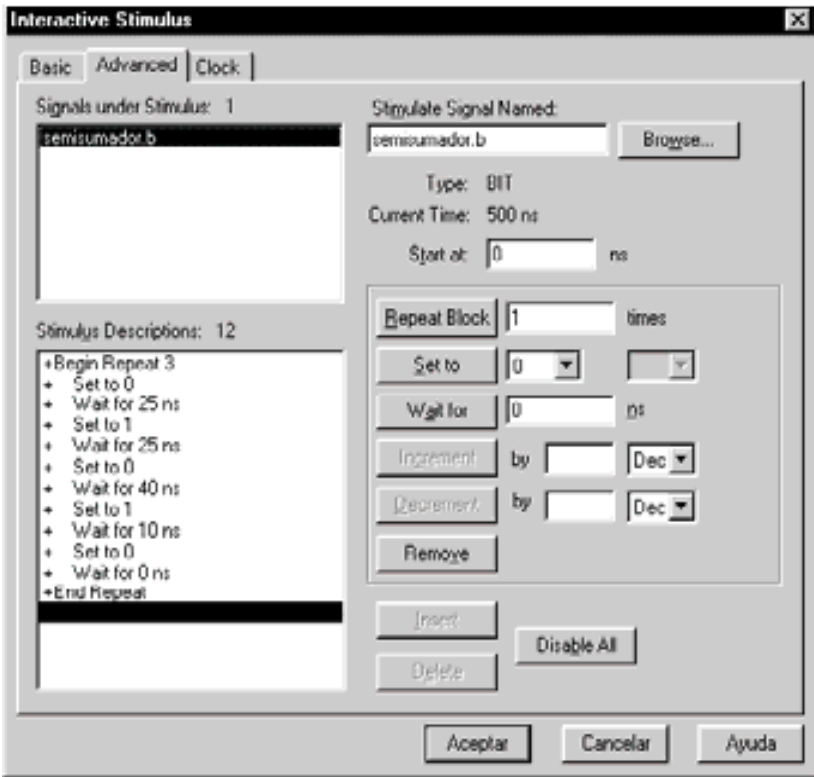 Interactive Stimulus
Basic Advanced Clock
Signals under Stimulus: 1
semisumador.b
Stimulus Descriptions: 12
+Begin Repeat 3
+ Set to 0
+ Wait for 25 ns
+ Set to 1
+ Wait for 25 ns
+ Set to 0
+ Wait for 40 ns
+ Set to 1
+ Wait for 10 ns
+ Set to 0
+ Wait for 0 ns
+End Repeat
Stimulate Signal Named:
semisumador.b Browse...
Type: BIT
Current Time: 500 ns
Start at: 0 ns
Repeat Block 1 times
Set to 0
Wait for 0 ns
Increment by Dec
Decrement by Dec
Remove
Insert
Disable All
Delete
Aceptar Cancelar Ayuda